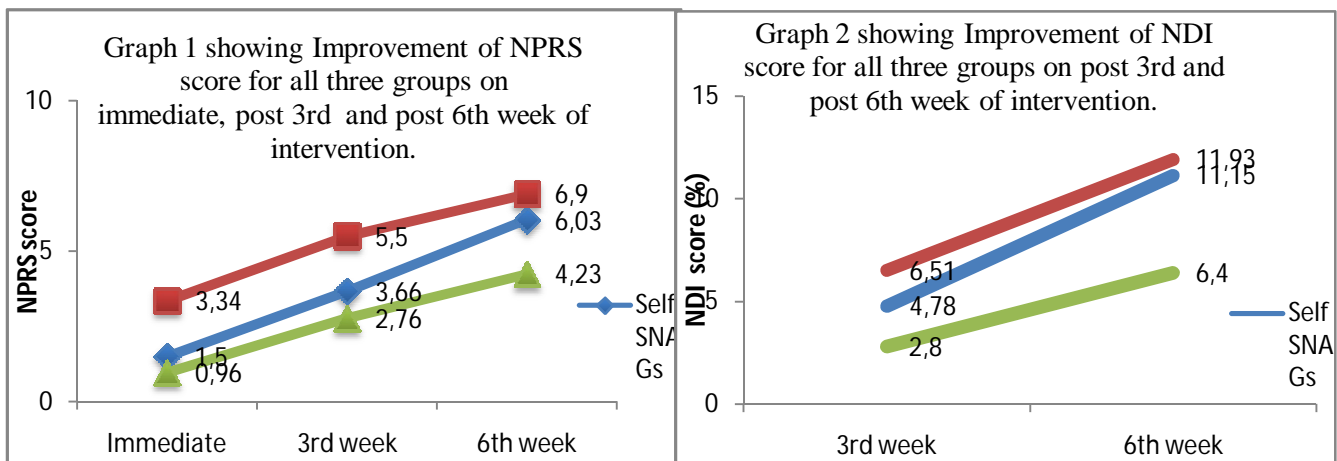 Graph 1 showing Improvement of NPRS
score for all three groups on
immediate, post 3rd and post 6th week of
intervention.
10
5
0
NPRS score
6,9
6,03
5,5
4,23
3,34
3,66
2,76
1,5
0,96
Self
SNA
Gs
Immediate
3rd week
6th week
Graph 2 showing Improvement of NDI
score for all three groups on post 3rd and
post 6th week of intervention.
15
10
5
0
NDI score (%)
11,93
11,15
6,51
6,4
4,78
2,8
Self
SNA
Gs
3rd week
6th week